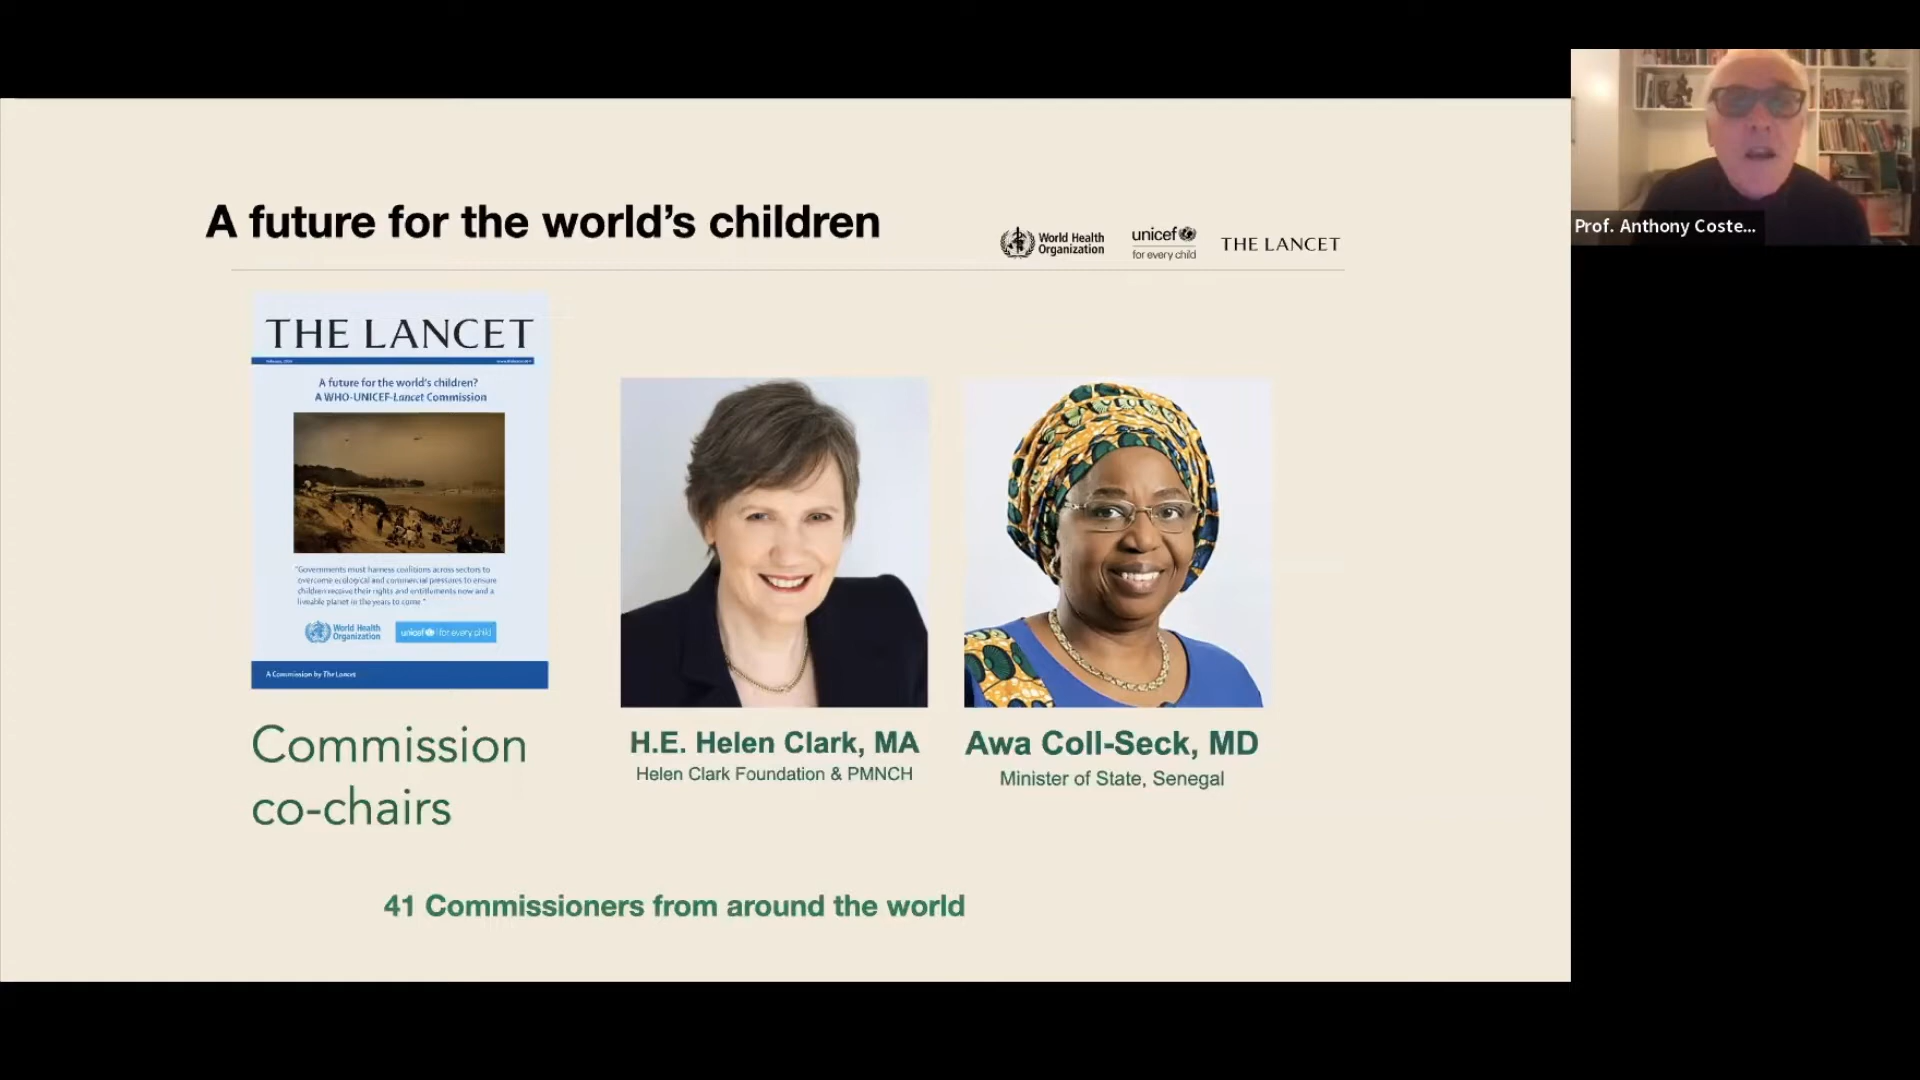 A future for the world's children
World Health
Organization
unicef
for every child
THE LANCET
Prof. Anthony Coste...
THE LANCET
A future for the world's children?
A WHO-UNICEF-Lancet Commission
"Governments must harness coalitions across sectors to
overcome ecological and commercial pressures to ensure
children receive their rights and entitlements now and a
liveable planet in the years to come."
World Health
Organization
unicef for every child
A Commission by The Lancet
Commission
co-chairs
H.E. Helen Clark, MA
Helen Clark Foundation & PMNCH
Awa Coll-Seck, MD
Minister of State, Senegal
41 Commissioners from around the world